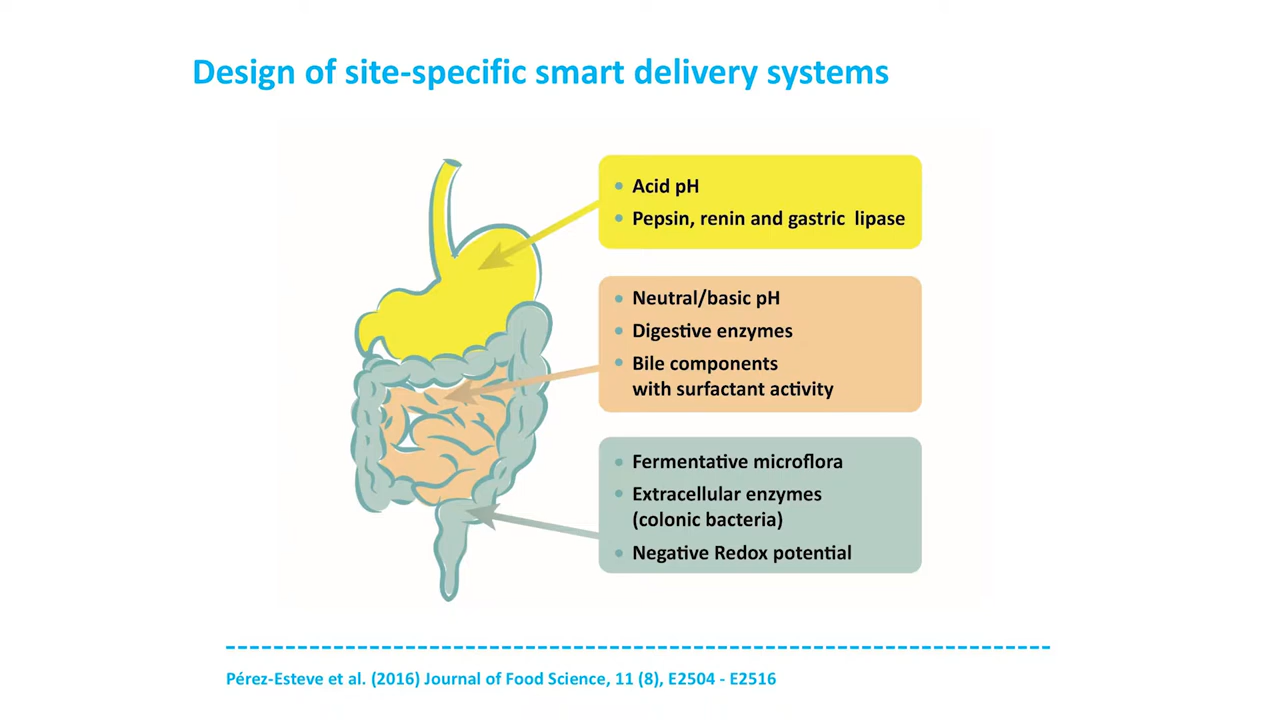 Design of site-specific smart delivery systems
• Acid pH
• Pepsin, renin and gastric lipase
• Neutral/basic pH
• Digestive enzymes
• Bile components
with surfactant activity
• Fermentative microflora
• Extracellular enzymes
(colonic bacteria)
• Negative Redox potential
Pérez-Esteve et al. (2016) Journal of Food Science, 11 (8), E2504 - E2516